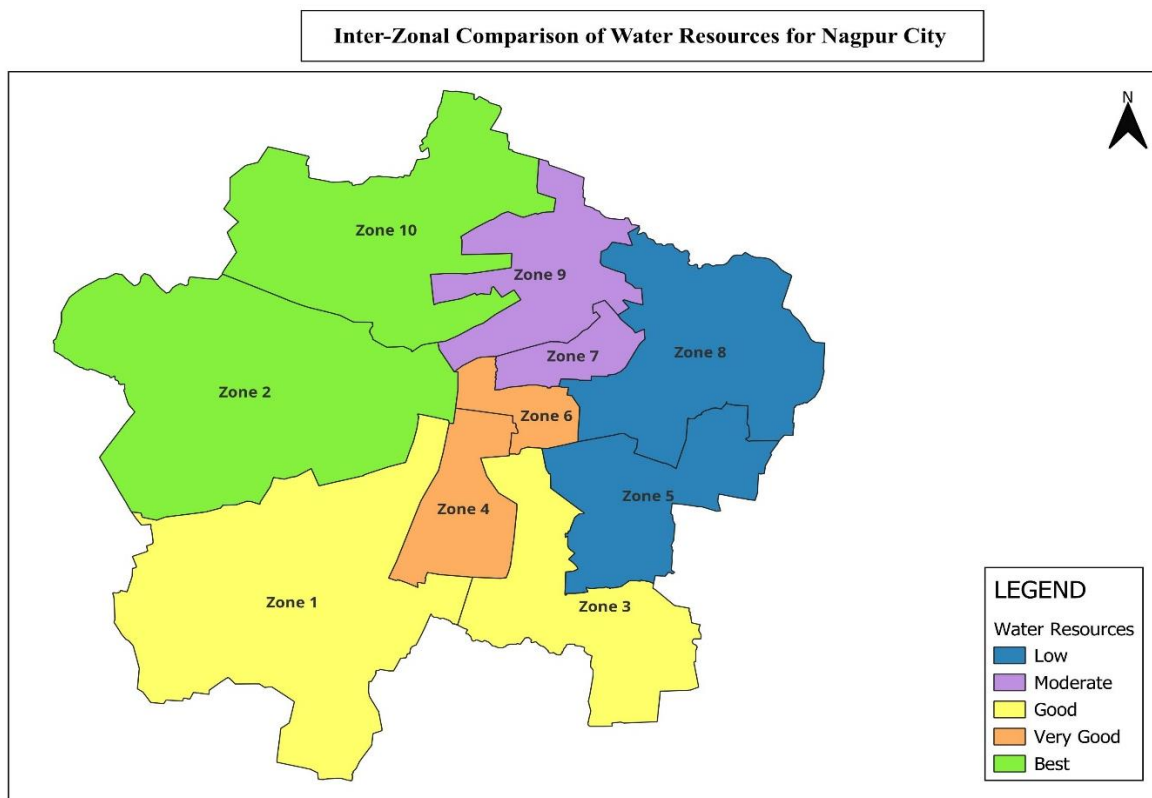 Inter-Zonal Comparison of Water Resources for Nagpur City
N
Zone 10
Zone 9
Zone 7
Zone 8
Zone 2
Zone 6
Zone 5
Zone 4
Zone 1
Zone 3
LEGEND
Water Resources
Low
Moderate
Good
Very Good
Best